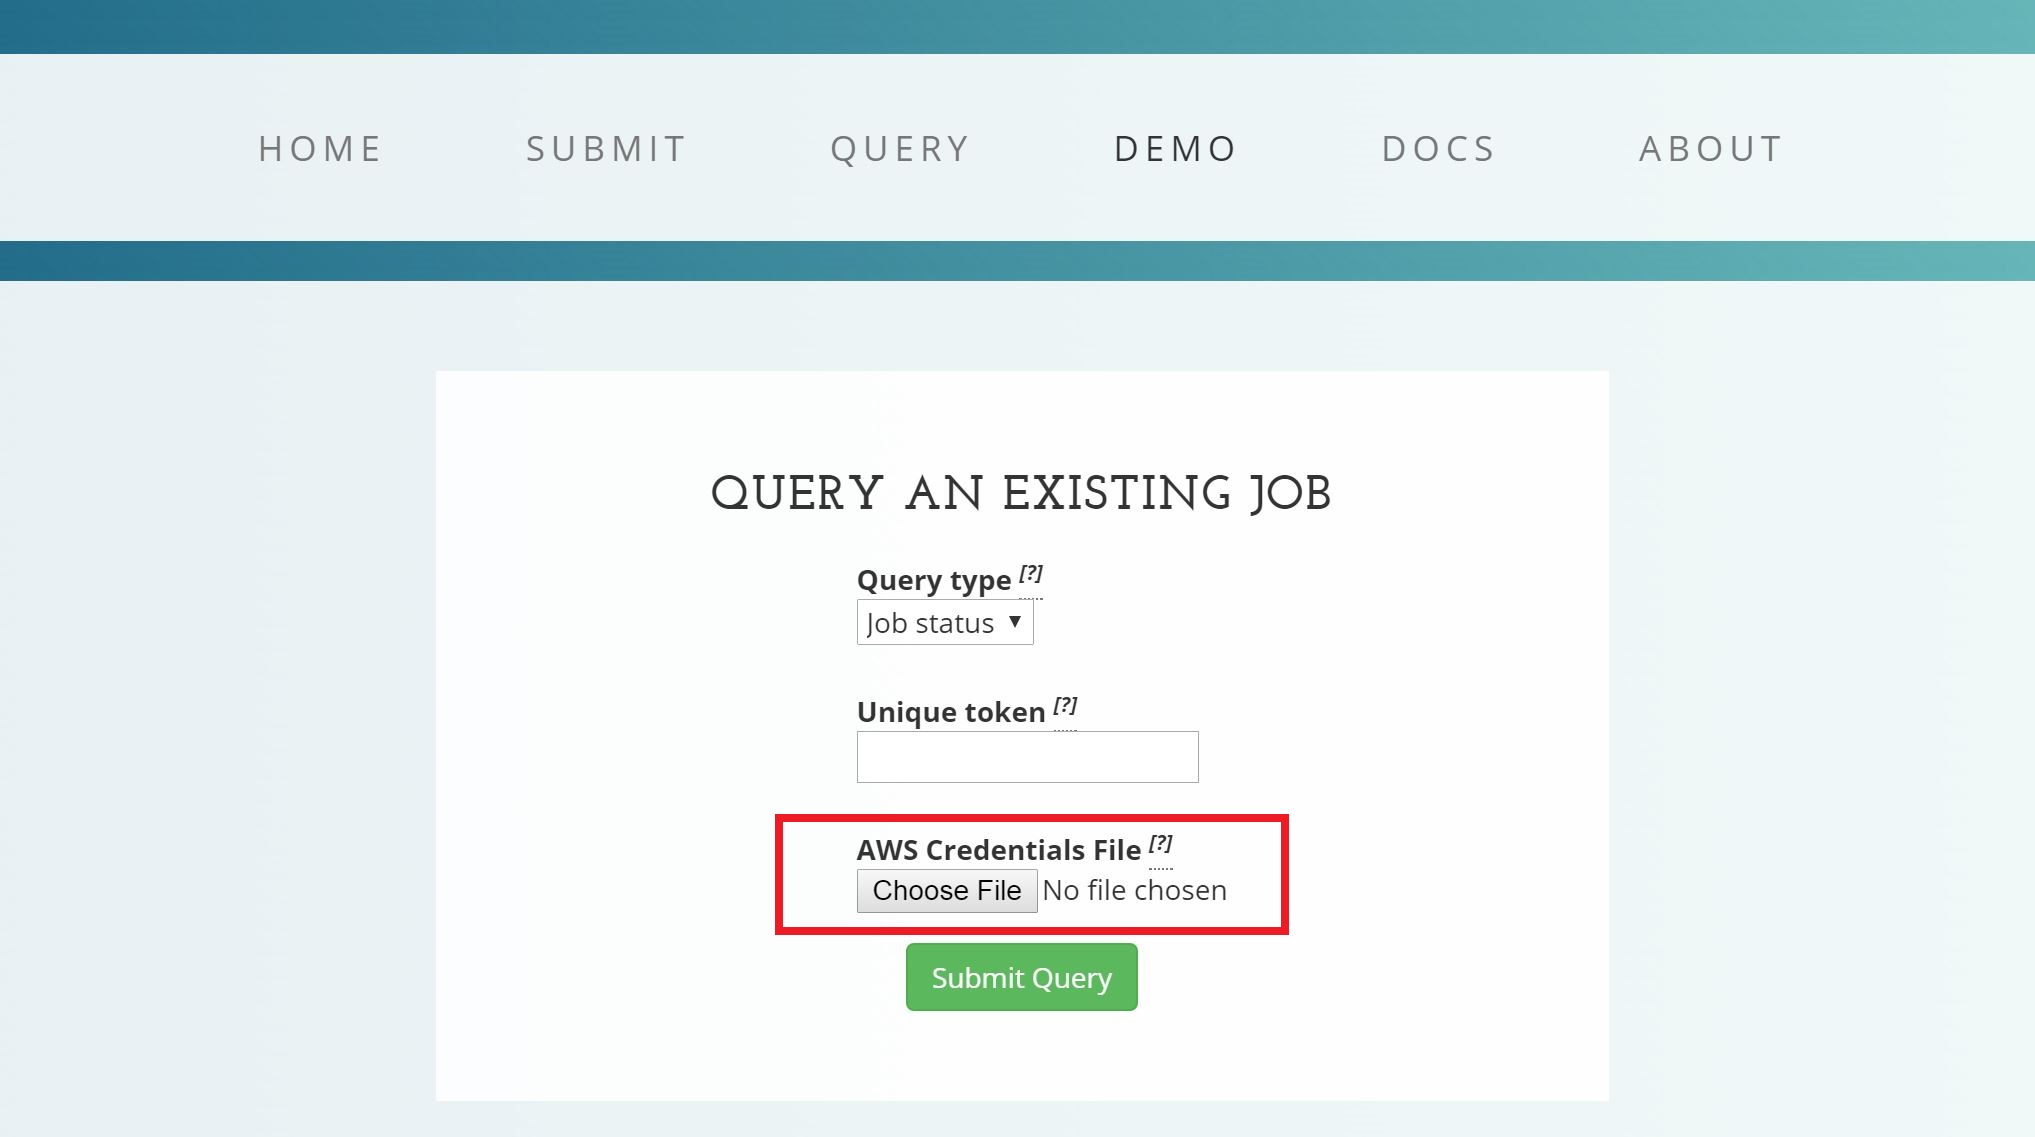 HOME SUBMIT QUERY DEMO DOCS ABOUT
QUERY AN EXISTING JOB
Query type [?]
Job status ▼
Unique token [?]
AWS Credentials File [?]
Choose File No file chosen
Submit Query